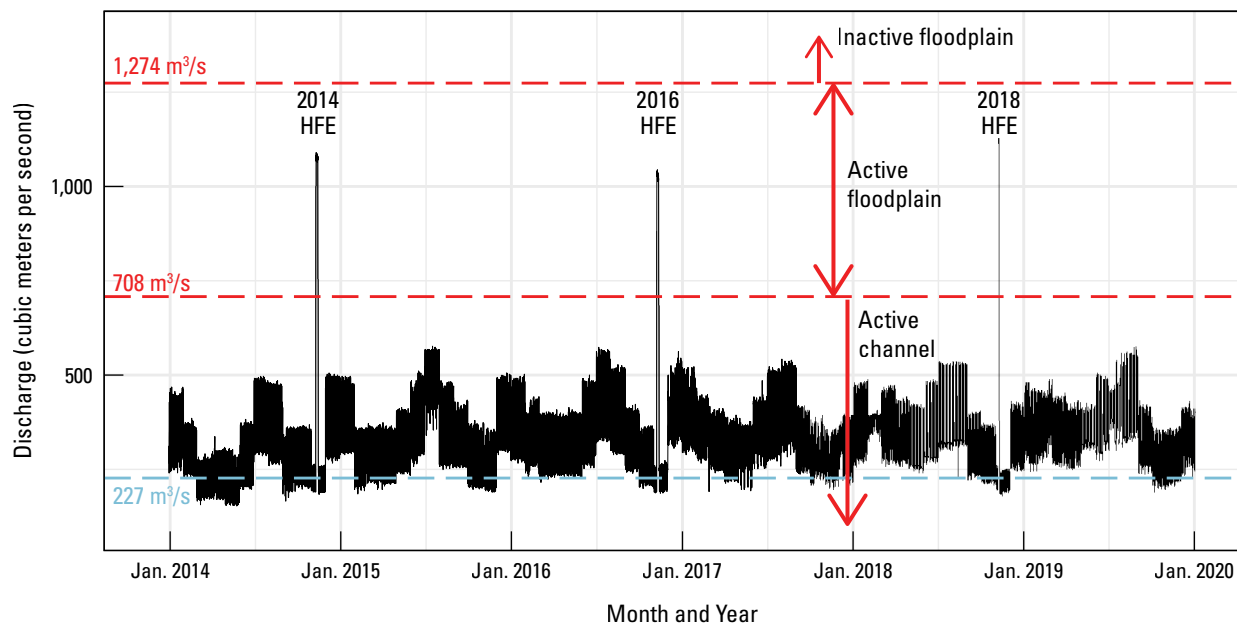 Inactive floodplain
1,274 m³/s
2014
HFE
2016
HFE
2018
HFE
Active
floodplain
1,000
708 m³/s
Active
channel
500
227 m³/s
Discharge (cubic meters per second)
Jan. 2014
Jan. 2015
Jan. 2016
Jan. 2017
Jan. 2018
Jan. 2019
Jan. 2020
Month and Year